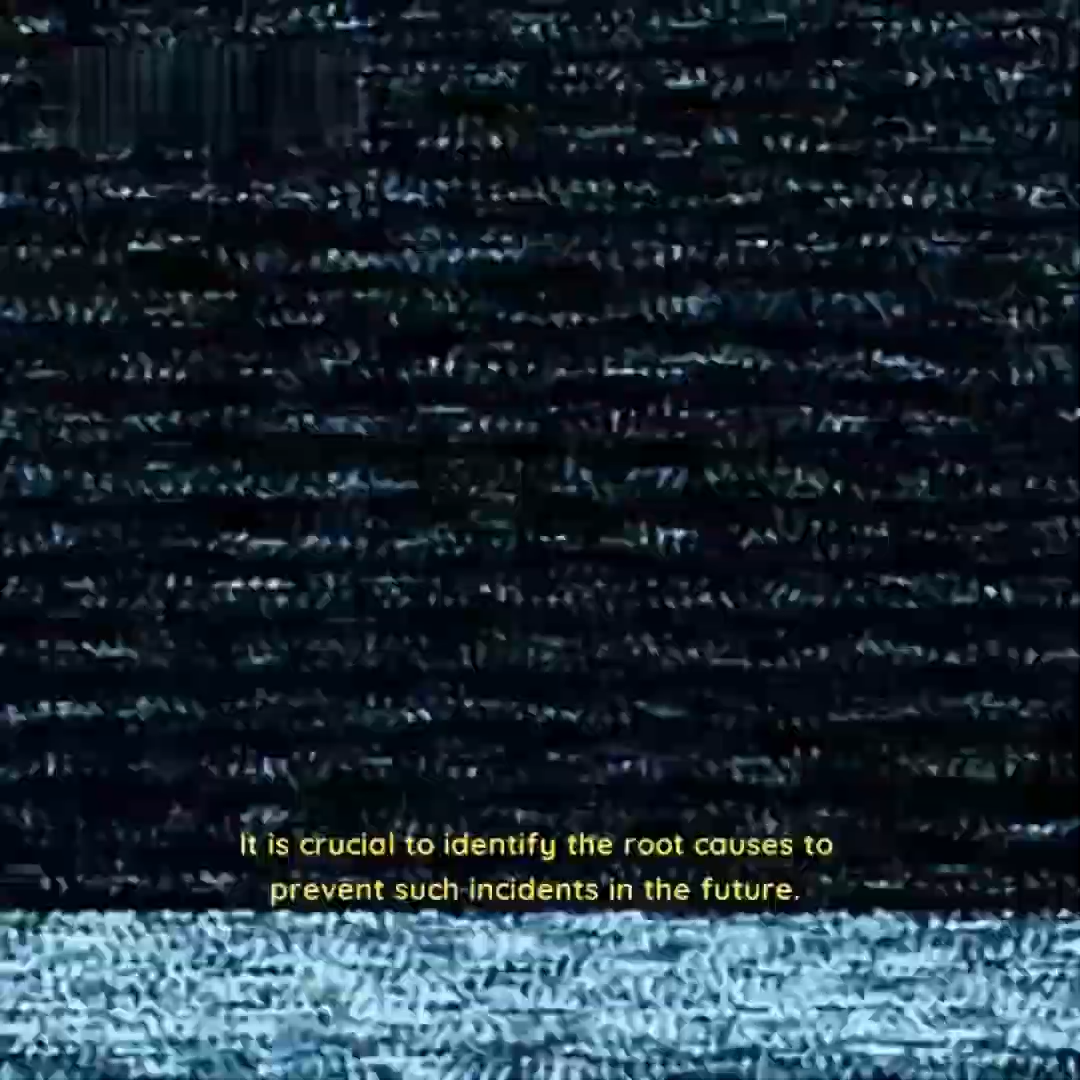 It is crucial to identify the root causes to
prevent such incidents in the future.